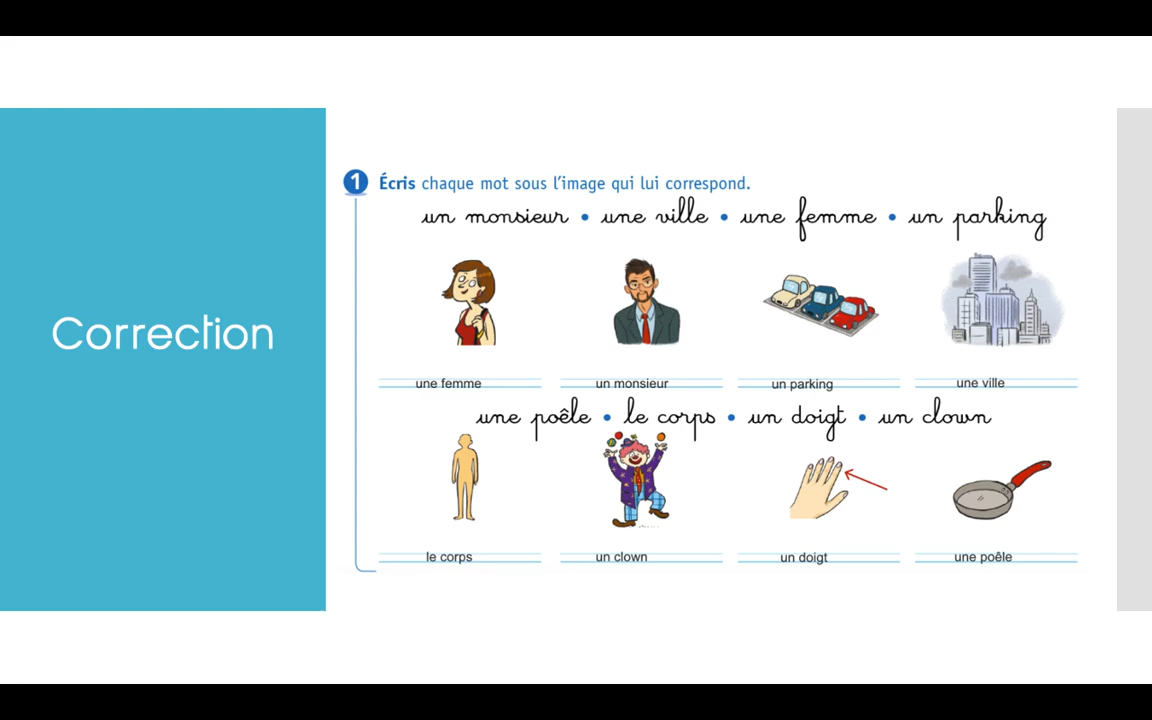 Correction
1 Écris chaque mot sous l'image qui lui correspond.
un monsieur • une ville • une femme • un parking
une femme un monsieur un parking une ville
une poêle • le corps • un doigt • un clown
le corps un clown un doigt une poêle